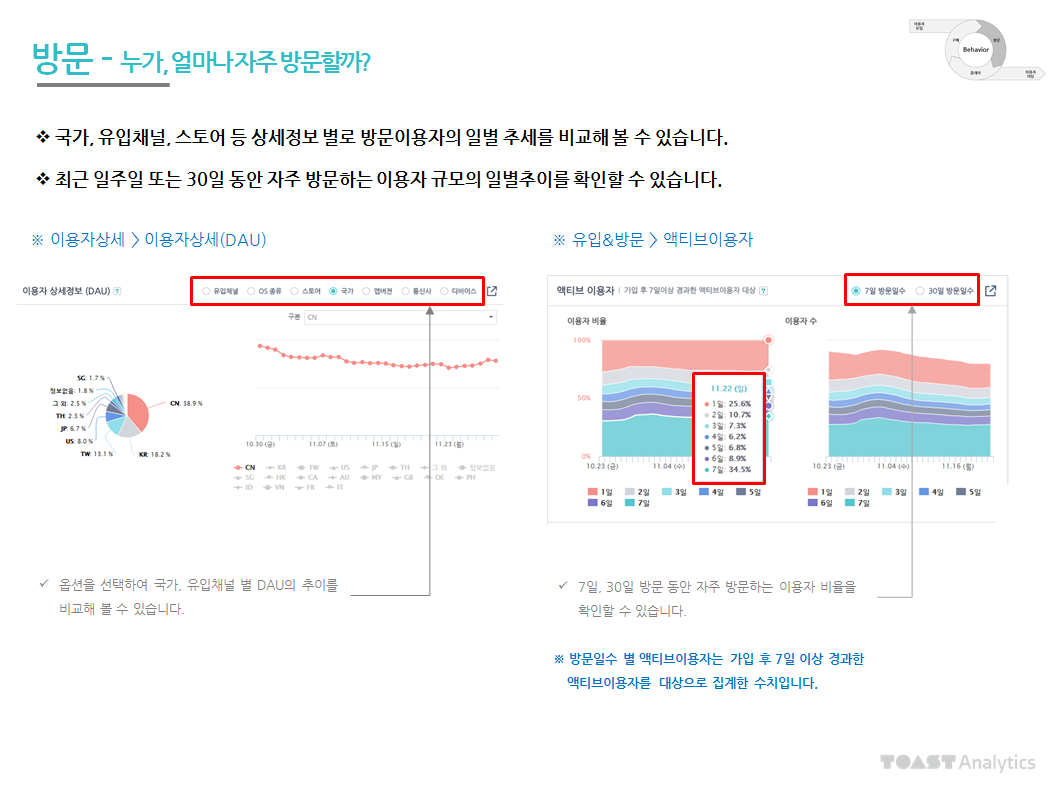 방문 - 누가, 얼마나 자주 방문할까?
이용자 유입
구매
방문
Behavior
플레이
이용자 이탈
❖ 국가, 유입채널, 스토어 등 상세정보 별로 방문이용자의 일별 추세를 비교해 볼 수 있습니다.
❖ 최근 일주일 또는 30일 동안 자주 방문하는 이용자 규모의 일별추이를 확인할 수 있습니다.
※ 이용자상세 > 이용자상세(DAU)
이용자 상세정보 (DAU) ?
유입채널 OS 종류 스토어 국가 앱버전 통신사 디바이스
구분 CN
SG: 1.7 %
정보없음: 1.8 %
그 외: 2.5 %
TH: 2.3 %
JP: 6.7 %
US: 8.0 %
TW: 13.1 %
KR: 18.2 %
CN: 38.9 %
10.30 (금) 11.07 (토) 11.15 (일) 11.23 (월)
CN KR TW US JP TH 그 외 정보없음
SG HK CA AU MY GB DE PH
ID VN FR IT
✓ 옵션을 선택하여 국가, 유입채널 별 DAU의 추이를
비교해 볼 수 있습니다.
※ 유입&방문 > 액티브이용자
액티브 이용자 | 가입 후 7일이상 경과한 액티브이용자 대상 ?
7일 방문일수 30일 방문일수
이용자 비율
100%
50%
0%
10.23 (금) 11.04 (수)
11.22 (일)
1일: 25.6%
2일: 10.7%
3일: 7.3%
4일: 6.2%
5일: 6.8%
6일: 8.9%
7일: 34.5%
1일 2일 3일 4일 5일
6일 7일
이용자 수
10.23 (금) 11.04 (수) 11.16 (월)
1일 2일 3일 4일 5일
6일 7일
✓ 7일, 30일 방문 동안 자주 방문하는 이용자 비율을
확인할 수 있습니다.
※ 방문일수 별 액티브이용자는 가입 후 7일 이상 경과한
액티브이용자를 대상으로 집계한 수치입니다.
TOAST Analytics